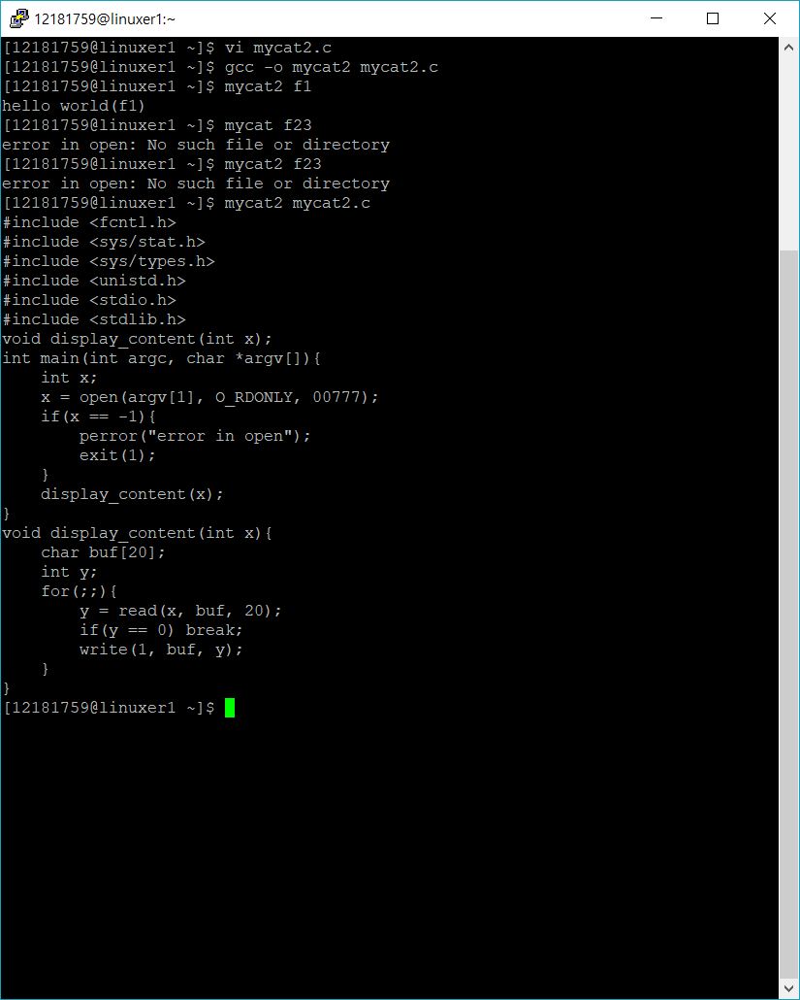 12181759@linuxer1:~
[12181759@linuxer1 ~]$ vi mycat2.c
[12181759@linuxer1 ~]$ gcc -o mycat2 mycat2.c
[12181759@linuxer1 ~]$ mycat2 f1
hello world(f1)
[12181759@linuxer1 ~]$ mycat f23
error in open: No such file or directory
[12181759@linuxer1 ~]$ mycat2 f23
error in open: No such file or directory
[12181759@linuxer1 ~]$ mycat2 mycat2.c
#include <fcntl.h>
#include <sys/stat.h>
#include <sys/types.h>
#include <unistd.h>
#include <stdio.h>
#include <stdlib.h>
void display_content(int x);
int main(int argc, char *argv[]){
    int x;
    x = open(argv[1], O_RDONLY, 00777);
    if(x == -1){
        perror("error in open");
        exit(1);
    }
    display_content(x);
}
void display_content(int x){
    char buf[20];
    int y;
    for(;;){
        y = read(x, buf, 20);
        if(y == 0) break;
        write(1, buf, y);
    }
}
[12181759@linuxer1 ~]$